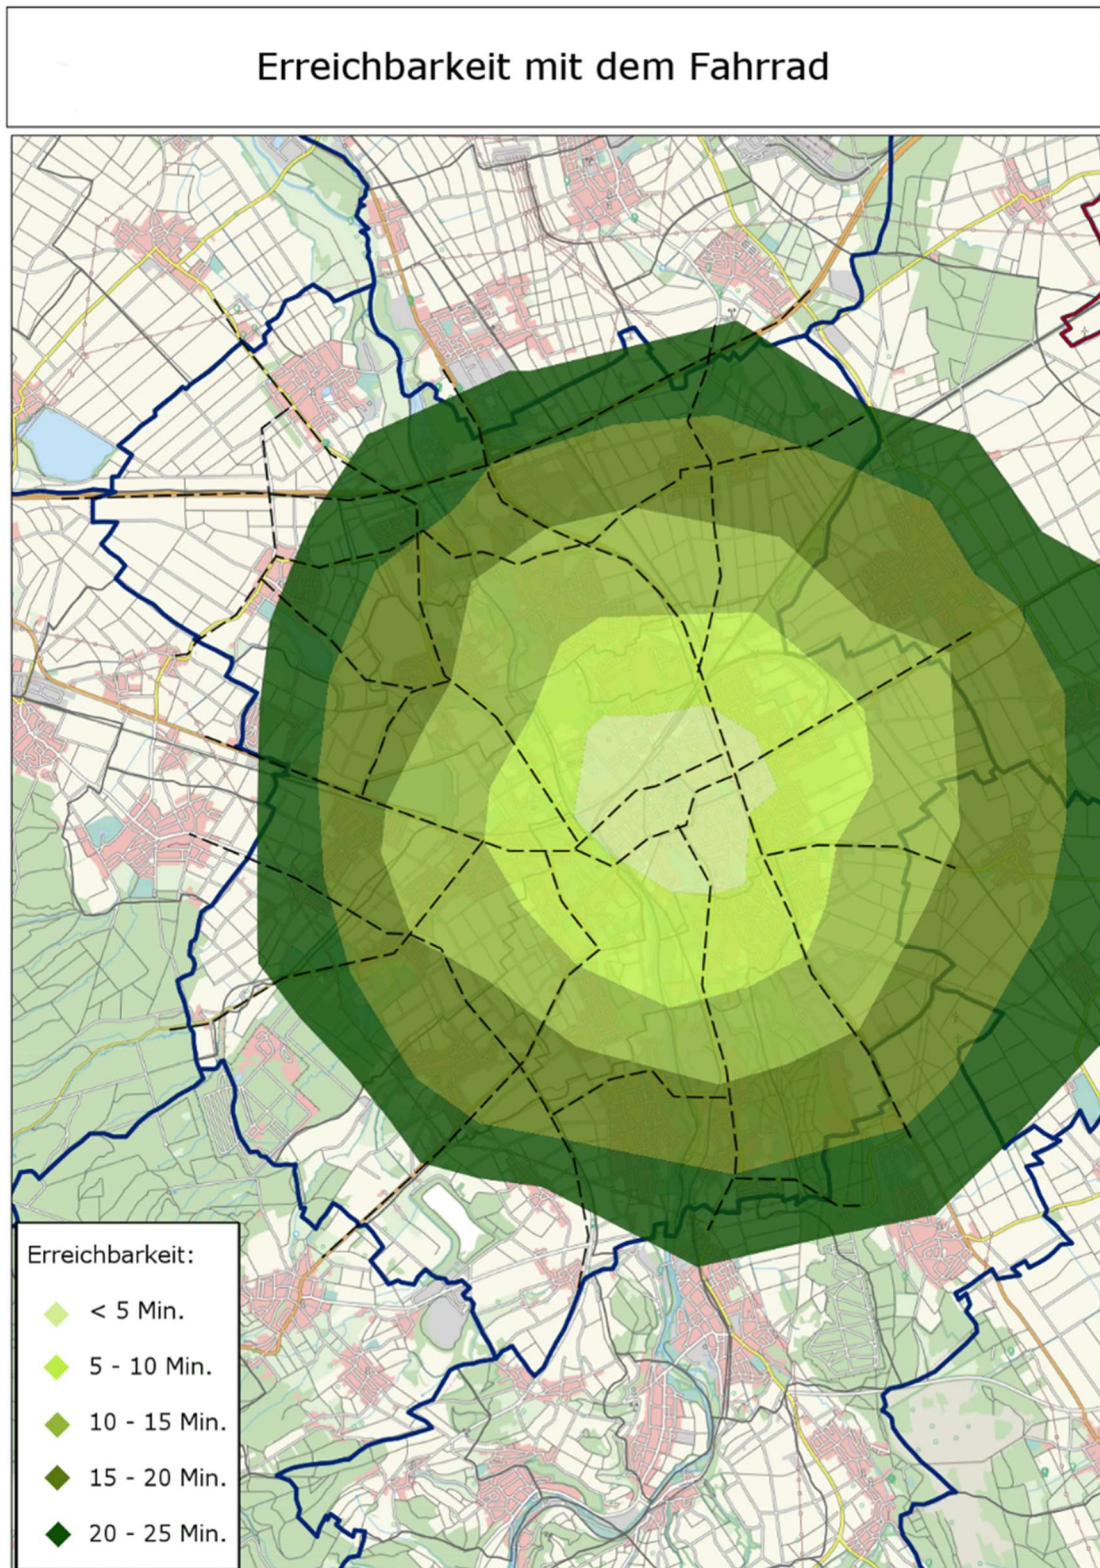 Erreichbarkeit mit dem Fahrrad
Erreichbarkeit:
< 5 Min.
5 - 10 Min.
10 - 15 Min.
15 - 20 Min.
20 - 25 Min.